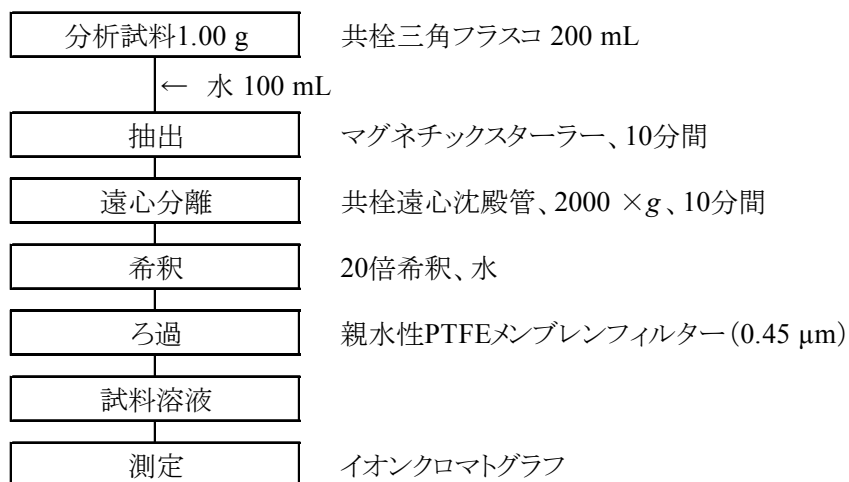 分析試料1.00 g 共栓三角フラスコ 200 mL
← 水 100 mL
抽出 マグネチックスターラー、10分間
遠心分離 共栓遠心沈殿管、2000 ×g、10分間
希釈 20倍希釈、水
ろ過 親水性PTFEメンブレンフィルター（0.45 µm）
試料溶液
測定 イオンクロマトグラフ